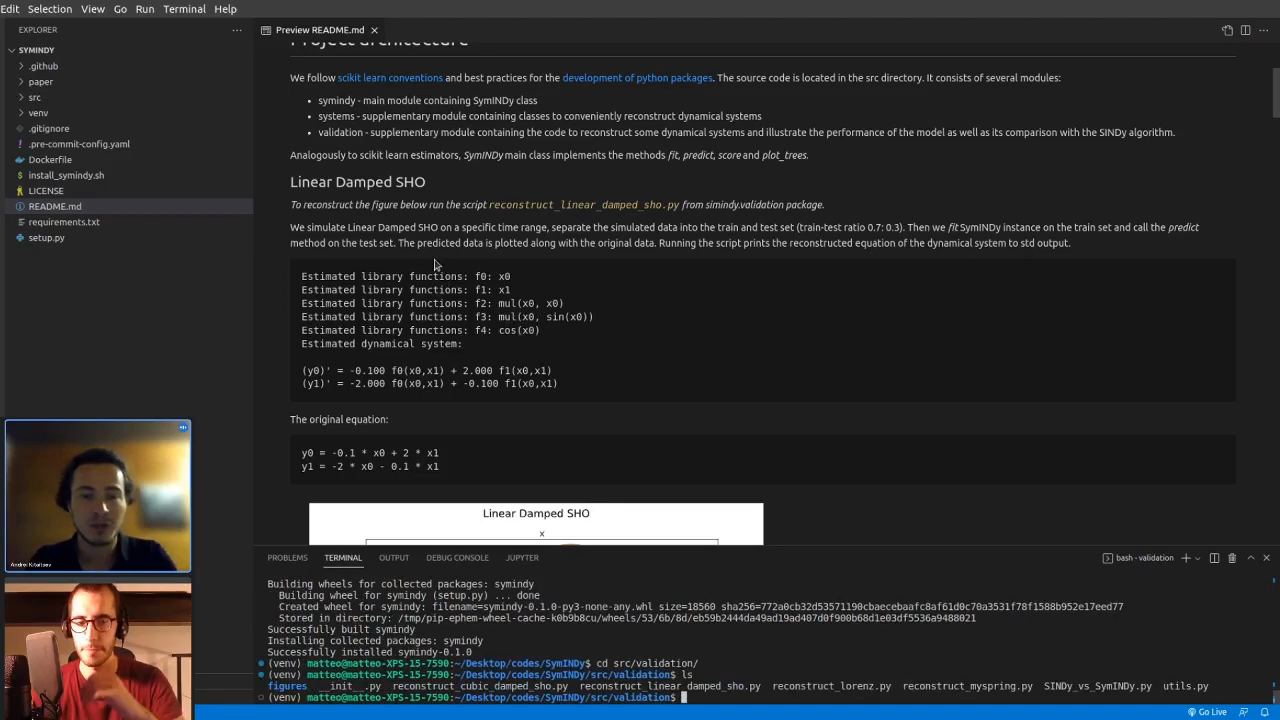 Edit Selection View Go Run Terminal Help
EXPLORER
Preview README.md
SYMINDY
.github
paper
src
venv
.gitignore
.pre-commit-config.yaml
Dockerfile
install_symindy.sh
LICENSE
README.md
requirements.txt
setup.py
Project architecture
We follow scikit learn conventions and best practices for the development of python packages. The source code is located in the src directory. It consists of several modules:
• symindy - main module containing SymINDy class
• systems - supplementary module containing classes to conveniently reconstruct dynamical systems
• validation - supplementary module containing the code to reconstruct some dynamical systems and illustrate the performance of the model as well as its comparison with the SINDy algorithm.
Analogously to scikit learn estimators, SymINDy main class implements the methods fit, predict, score and plot_trees.
Linear Damped SHO
To reconstruct the figure below run the script reconstruct_linear_damped_sho.py from simindy.validation package.
We simulate Linear Damped SHO on a specific time range, separate the simulated data into the train and test set (train-test ratio 0.7: 0.3). Then we fit SymINDy instance on the train set and call the predict
method on the test set. The predicted data is plotted along with the original data. Running the script prints the reconstructed equation of the dynamical system to std output.
Estimated library functions: f0: x0
Estimated library functions: f1: x1
Estimated library functions: f2: mul(x0, x0)
Estimated library functions: f3: mul(x0, sin(x0))
Estimated library functions: f4: cos(x0)
Estimated dynamical system:
(y0)' = -0.100 f0(x0,x1) + 2.000 f1(x0,x1)
(y1)' = -2.000 f0(x0,x1) + -0.100 f1(x0,x1)
The original equation:
y0 = -0.1 * x0 + 2 * x1
y1 = -2 * x0 - 0.1 * x1
Linear Damped SHO
x
PROBLEMS TERMINAL OUTPUT DEBUG CONSOLE JUPYTER
bash - validation
Building wheels for collected packages: symindy
Building wheel for symindy (setup.py) ... done
Created wheel for symindy: filename=symindy-0.1.0-py3-none-any.whl size=18560 sha256=772a0cb32d53571190cbaecebaafc8af61d0c70a3531f78f1588b952e17eed77
Stored in directory: /tmp/pip-ephem-wheel-cache-k0b9b8cu/wheels/53/6b/8d/eb59b2444da49ad19ad407d0f900b68d1e03df5536a9488021
Successfully built symindy
Installing collected packages: symindy
Successfully installed symindy-0.1.0
(venv) matteo@matteo-XPS-15-7590:~/Desktop/codes/SymINDy$ cd src/validation/
(venv) matteo@matteo-XPS-15-7590:~/Desktop/codes/SymINDy/src/validation$ ls
figures __init__.py reconstruct_cubic_damped_sho.py reconstruct_linear_damped_sho.py reconstruct_lorenz.py reconstruct_myspring.py SINDy_vs_SymINDy.py utils.py
(venv) matteo@matteo-XPS-15-7590:~/Desktop/codes/SymINDy/src/validation$
Go Live